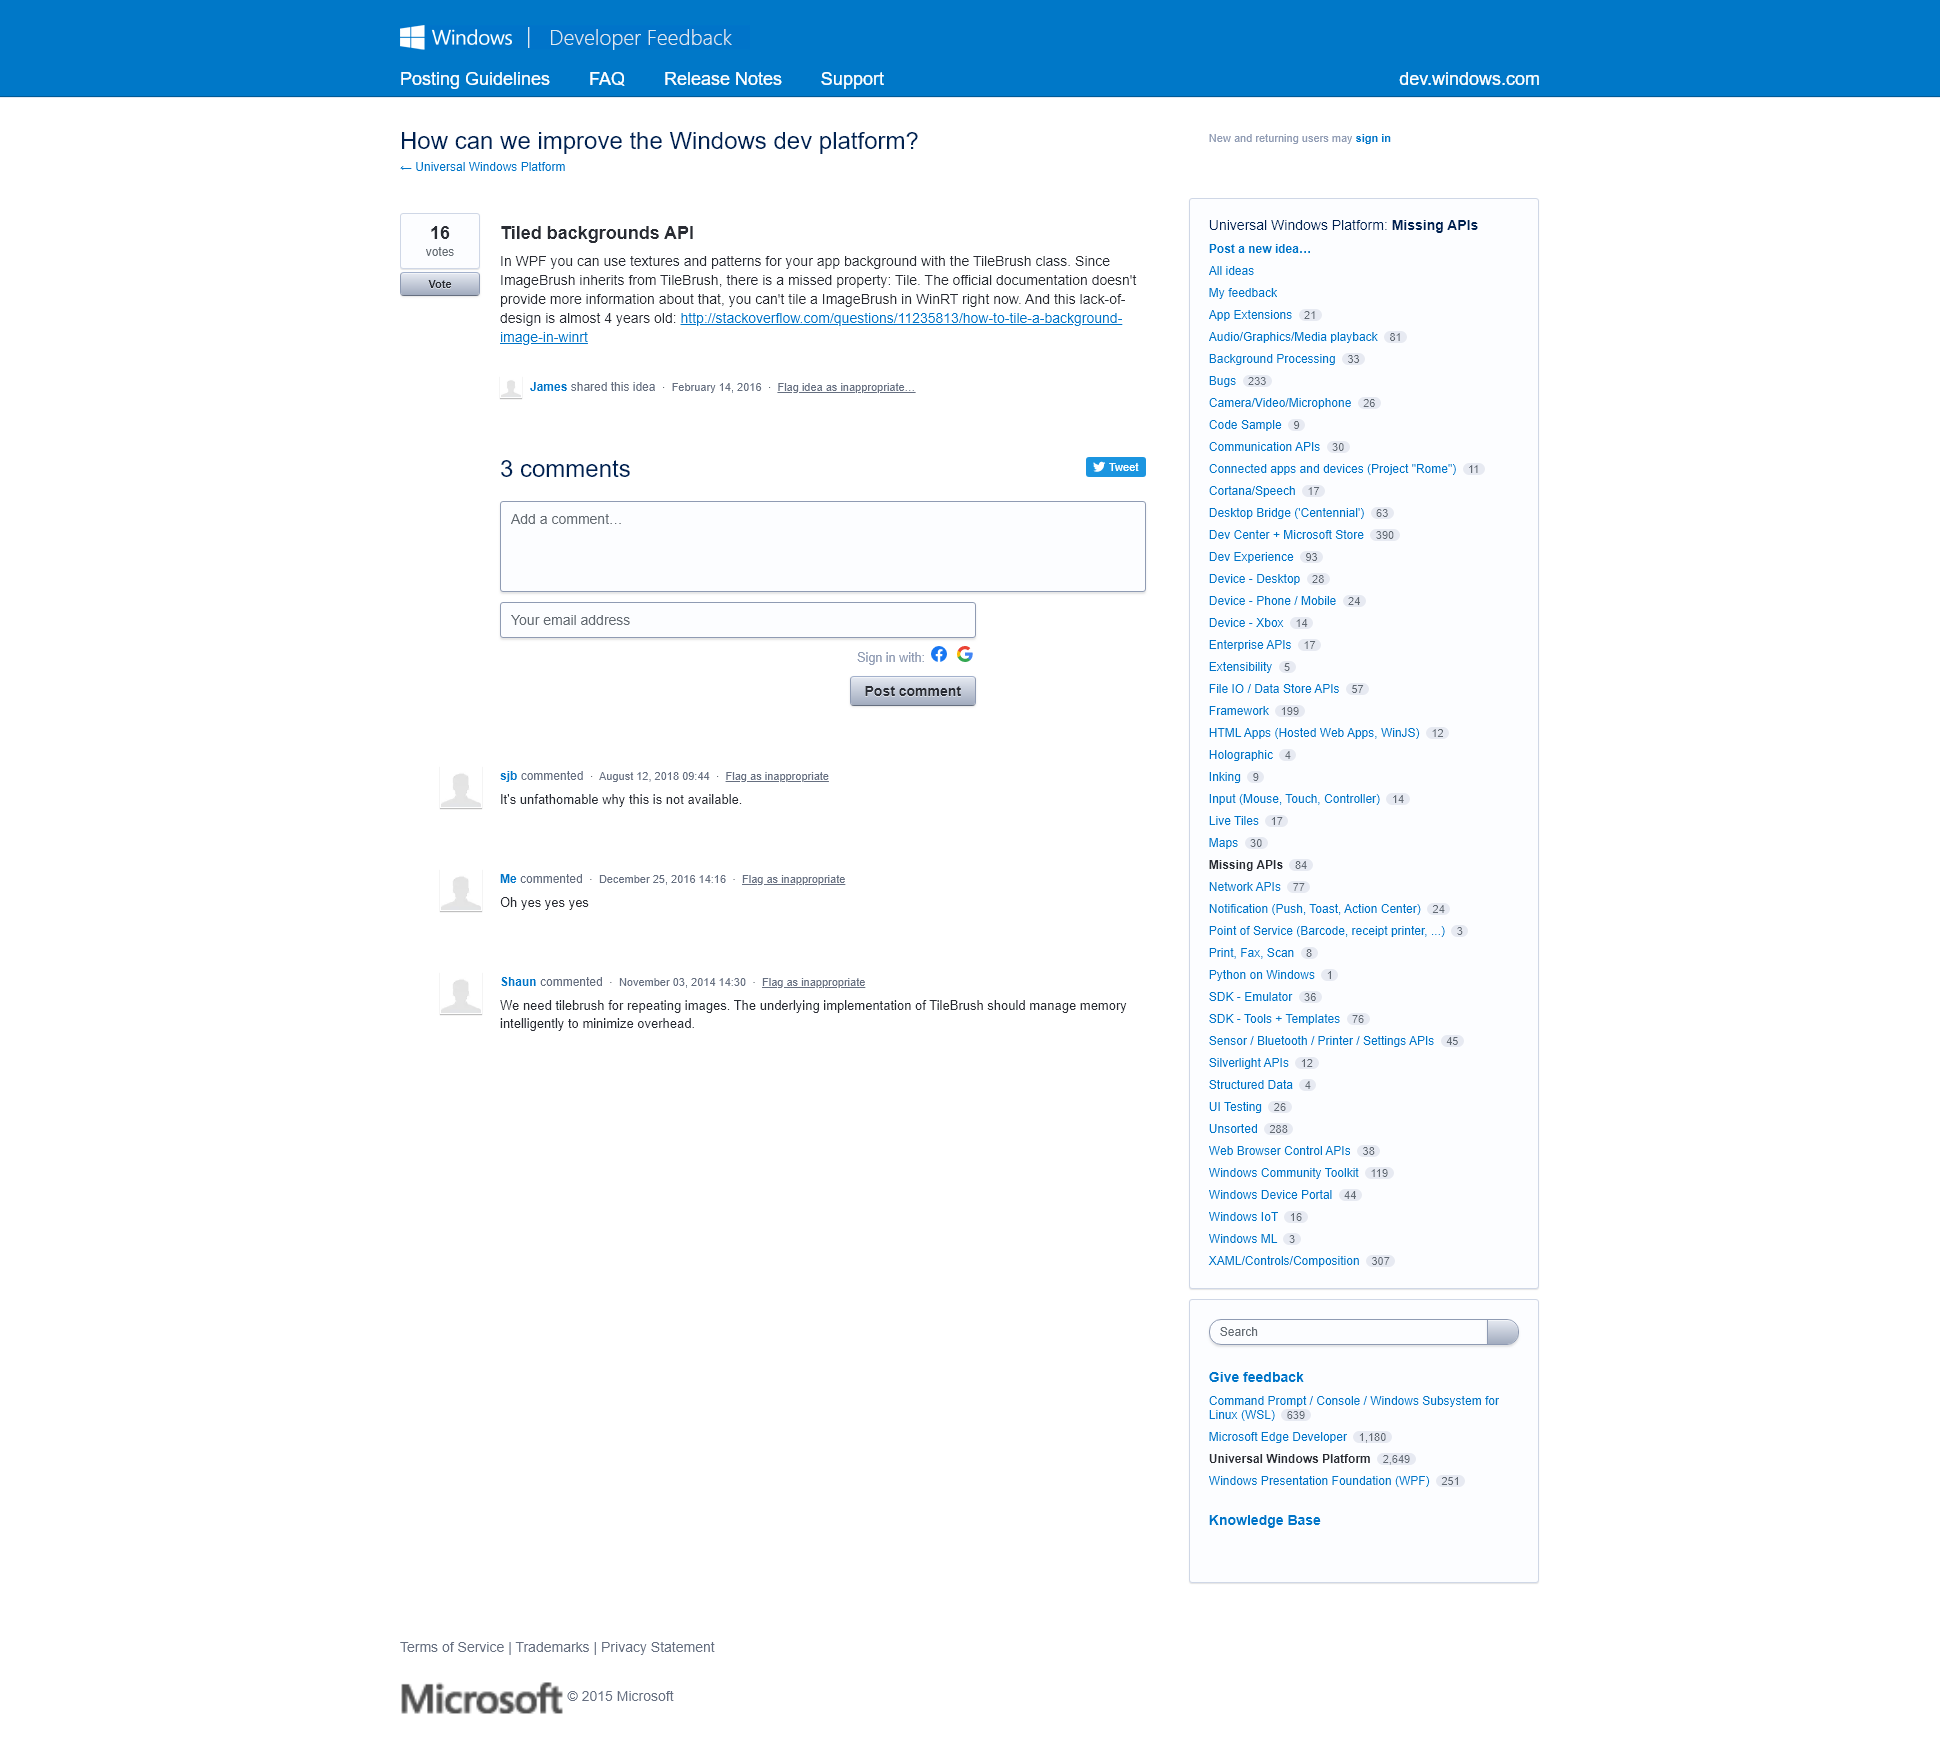 Windows | Developer Feedback
Posting Guidelines FAQ Release Notes Support dev.windows.com
How can we improve the Windows dev platform?
← Universal Windows Platform
New and returning users may sign in
16
votes
Vote
Tiled backgrounds API
In WPF you can use textures and patterns for your app background with the TileBrush class. Since
ImageBrush inherits from TileBrush, there is a missed property: Tile. The official documentation doesn't
provide more information about that, you can't tile a ImageBrush in WinRT right now. And this lack-of-
design is almost 4 years old: http://stackoverflow.com/questions/11235813/how-to-tile-a-background-
image-in-winrt
James shared this idea · February 14, 2016 · Flag idea as inappropriate…
3 comments
Tweet
Add a comment…
Your email address
Sign in with:
Post comment
sjb commented · August 12, 2018 09:44 · Flag as inappropriate
It's unfathomable why this is not available.
Me commented · December 25, 2016 14:16 · Flag as inappropriate
Oh yes yes yes
Shaun commented · November 03, 2014 14:30 · Flag as inappropriate
We need tilebrush for repeating images. The underlying implementation of TileBrush should manage memory
intelligently to minimize overhead.
Universal Windows Platform: Missing APIs
Post a new idea…
All ideas
My feedback
App Extensions 21
Audio/Graphics/Media playback 81
Background Processing 33
Bugs 233
Camera/Video/Microphone 26
Code Sample 9
Communication APIs 30
Connected apps and devices (Project "Rome") 11
Cortana/Speech 17
Desktop Bridge ('Centennial') 63
Dev Center + Microsoft Store 390
Dev Experience 93
Device - Desktop 28
Device - Phone / Mobile 24
Device - Xbox 14
Enterprise APIs 17
Extensibility 5
File IO / Data Store APIs 57
Framework 199
HTML Apps (Hosted Web Apps, WinJS) 12
Holographic 4
Inking 9
Input (Mouse, Touch, Controller) 14
Live Tiles 17
Maps 30
Missing APIs 84
Network APIs 77
Notification (Push, Toast, Action Center) 24
Point of Service (Barcode, receipt printer, ...) 3
Print, Fax, Scan 8
Python on Windows 1
SDK - Emulator 36
SDK - Tools + Templates 76
Sensor / Bluetooth / Printer / Settings APIs 45
Silverlight APIs 12
Structured Data 4
UI Testing 26
Unsorted 288
Web Browser Control APIs 38
Windows Community Toolkit 119
Windows Device Portal 44
Windows IoT 16
Windows ML 3
XAML/Controls/Composition 307
Search
Give feedback
Command Prompt / Console / Windows Subsystem for
Linux (WSL) 639
Microsoft Edge Developer 1,180
Universal Windows Platform 2,649
Windows Presentation Foundation (WPF) 251
Knowledge Base
Terms of Service | Trademarks | Privacy Statement
Microsoft © 2015 Microsoft